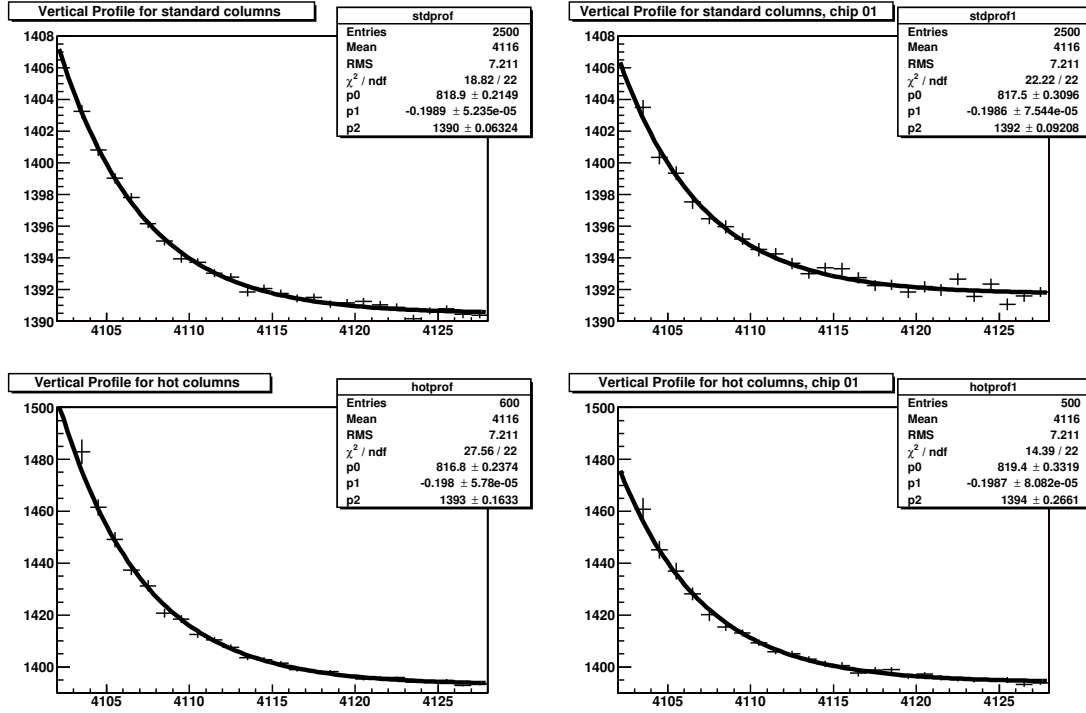 Vertical Profile for standard columns
stdprof
Entries 2500
Mean 4116
RMS 7.211
χ² / ndf 18.82 / 22
p0 818.9 ± 0.2149
p1 -0.1989 ± 5.235e-05
p2 1390 ± 0.06324
1408
1406
1404
1402
1400
1398
1396
1394
1392
1390
4105 4110 4115 4120 4125
Vertical Profile for standard columns, chip 01
stdprof1
Entries 2500
Mean 4116
RMS 7.211
χ² / ndf 22.22 / 22
p0 817.5 ± 0.3096
p1 -0.1986 ± 7.544e-05
p2 1392 ± 0.09208
1408
1406
1404
1402
1400
1398
1396
1394
1392
1390
4105 4110 4115 4120 4125
Vertical Profile for hot columns
hotprof
Entries 600
Mean 4116
RMS 7.211
χ² / ndf 27.56 / 22
p0 816.8 ± 0.2374
p1 -0.198 ± 5.78e-05
p2 1393 ± 0.1633
1500
1480
1460
1440
1420
1400
4105 4110 4115 4120 4125
Vertical Profile for hot columns, chip 01
hotprof1
Entries 500
Mean 4116
RMS 7.211
χ² / ndf 14.39 / 22
p0 819.4 ± 0.3319
p1 -0.1987 ± 8.082e-05
p2 1394 ± 0.2661
1500
1480
1460
1440
1420
1400
4105 4110 4115 4120 4125